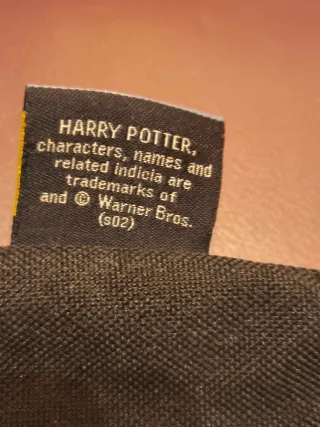 HARRY POTTER,
characters, names and
related indicia are
trademarks of
and © Warner Bros.
(s02)